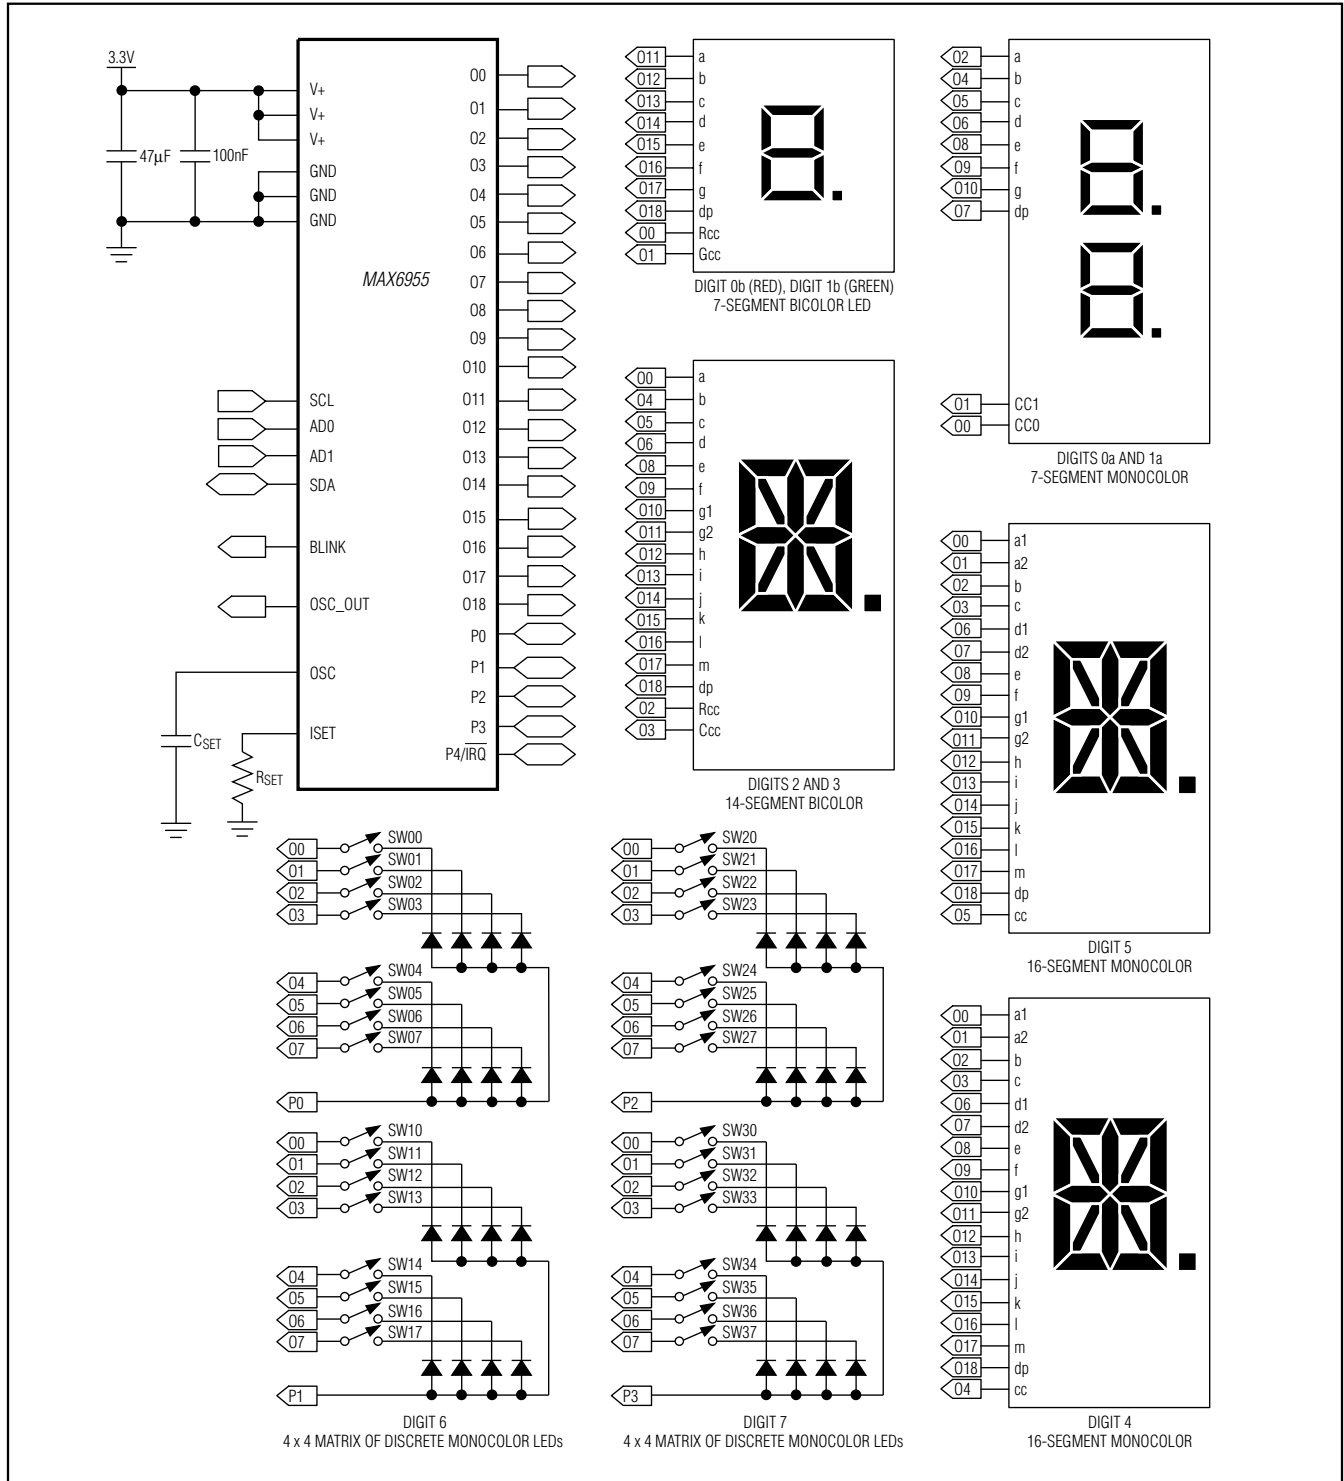 3.3V
47μF
100nF
V+
V+
V+
GND
GND
GND
MAX6955
SCL
AD0
AD1
SDA
BLINK
OSC_OUT
OSC
ISET
CSET
RSET
O0
O1
O2
O3
O4
O5
O6
O7
O8
O9
O10
O11
O12
O13
O14
O15
O16
O17
O18
P0
P1
P2
P3
P4/IRQ
O11 a
O12 b
O13 c
O14 d
O15 e
O16 f
O17 g
O18 dp
O0 Rcc
O1 Gcc
DIGIT 0b (RED), DIGIT 1b (GREEN)
7-SEGMENT BICOLOR LED
O2 a
O4 b
O5 c
O6 d
O8 e
O9 f
O10 g
O7 dp
O1 CC1
O0 CC0
DIGITS 0a AND 1a
7-SEGMENT MONOCOLOR
O0 a
O4 b
O5 c
O6 d
O8 e
O9 f
O10 g1
O11 g2
O12 h
O13 i
O14 j
O15 k
O16 l
O17 m
O18 dp
O2 Rcc
O3 Ccc
DIGITS 2 AND 3
14-SEGMENT BICOLOR
O0 a1
O1 a2
O2 b
O3 c
O6 d1
O7 d2
O8 e
O9 f
O10 g1
O11 g2
O12 h
O13 i
O14 j
O15 k
O16 l
O17 m
O18 dp
O5 cc
DIGIT 5
16-SEGMENT MONOCOLOR
O0 a1
O1 a2
O2 b
O3 c
O6 d1
O7 d2
O8 e
O9 f
O10 g1
O11 g2
O12 h
O13 i
O14 j
O15 k
O16 l
O17 m
O18 dp
O4 cc
DIGIT 4
16-SEGMENT MONOCOLOR
O0 SW00
O1 SW01
O2 SW02
O3 SW03
O4 SW04
O5 SW05
O6 SW06
O7 SW07
P0
O0 SW10
O1 SW11
O2 SW12
O3 SW13
O4 SW14
O5 SW15
O6 SW16
O7 SW17
P1
DIGIT 6
4 x 4 MATRIX OF DISCRETE MONOCOLOR LEDs
O0 SW20
O1 SW21
O2 SW22
O3 SW23
O4 SW24
O5 SW25
O6 SW26
O7 SW27
P2
O0 SW30
O1 SW31
O2 SW32
O3 SW33
O4 SW34
O5 SW35
O6 SW36
O7 SW37
P3
DIGIT 7
4 x 4 MATRIX OF DISCRETE MONOCOLOR LEDs